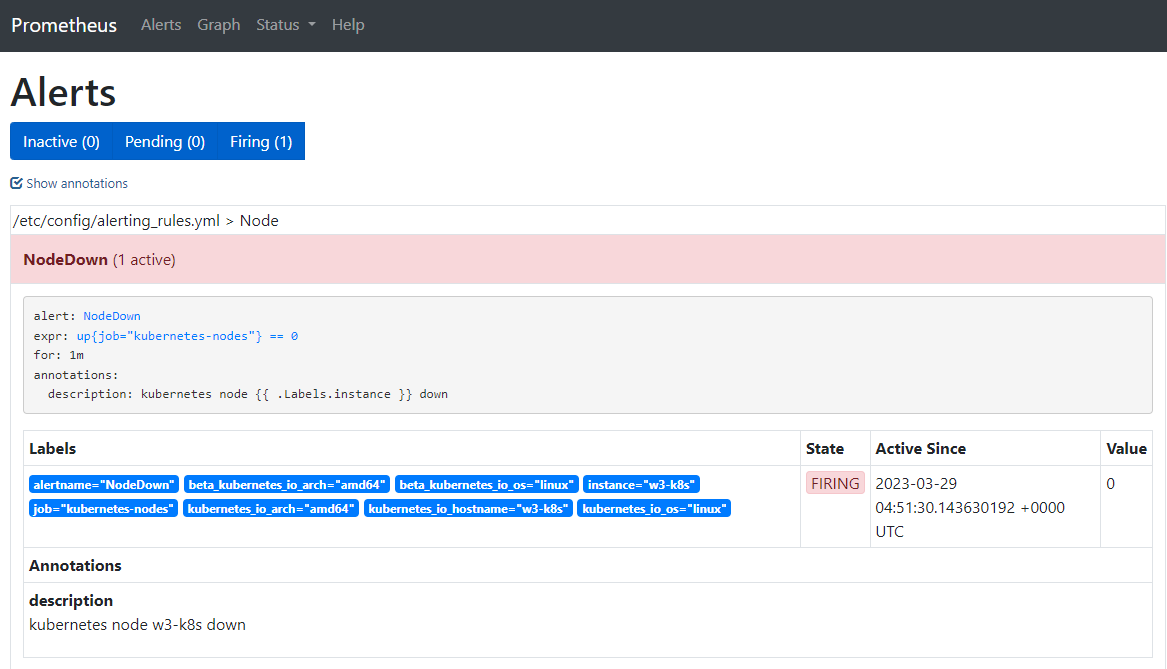 Prometheus Alerts Graph Status Help
Alerts
Inactive (0) Pending (0) Firing (1)
Show annotations
/etc/config/alerting_rules.yml > Node
NodeDown (1 active)
alert: NodeDown
expr: up{job="kubernetes-nodes"} == 0
for: 1m
annotations:
  description: kubernetes node {{ .Labels.instance }} down
Labels State Active Since Value
alertname="NodeDown" beta_kubernetes_io_arch="amd64" beta_kubernetes_io_os="linux" instance="w3-k8s" FIRING 2023-03-29 0
job="kubernetes-nodes" kubernetes_io_arch="amd64" kubernetes_io_hostname="w3-k8s" kubernetes_io_os="linux" 04:51:30.143630192 +0000
UTC
Annotations
description
kubernetes node w3-k8s down